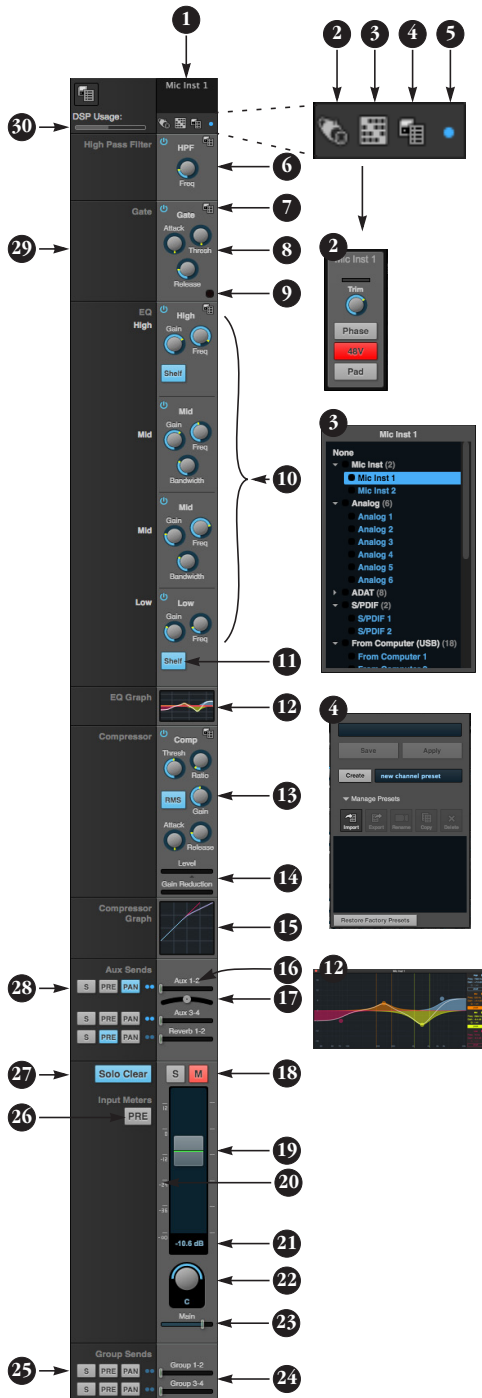 1
2
3
4
5
Mic Inst 1
DSP Usage:
30
High Pass Filter
HPF
Freq
6
Gate
Gate
7
Attack
Thresh
8
29
Release
9
2
Mic Inst 1
Trim
Phase
48V
Pad
EQ
High
High
Gain
Freq
Shelf
Mid
Mid
Gain
Freq
Bandwidth
10
Mid
Mid
Gain
Freq
Bandwidth
Low
Low
Gain
Freq
Shelf
11
3
Mic Inst 1
None
Mic Inst (2)
Mic Inst 1
Mic Inst 2
Analog (6)
Analog 1
Analog 2
Analog 3
Analog 4
Analog 5
Analog 6
ADAT (8)
S/PDIF (2)
S/PDIF 1
S/PDIF 2
From Computer (USB) (18)
From Computer 1
From Computer 2
EQ Graph
12
4
Save
Apply
Create
new channel preset
Manage Presets
Import
Export
Rename
Copy
Delete
Restore Factory Presets
Compressor
Comp
Thresh
Ratio
RMS
Gain
13
Attack
Release
Level
Gain Reduction
14
Compressor
Graph
15
Aux Sends
16
28
S
PRE
PAN
Aux 1-2
17
S
PRE
PAN
Aux 3-4
S
PRE
PAN
Reverb 1-2
12
Mic Inst 1
27
Solo Clear
S
M
18
Input Meters
26
PRE
19
20
-10.6 dB
21
C
22
Main
23
Group Sends
25
S
PRE
PAN
Group 1-2
24
S
PRE
PAN
Group 3-4